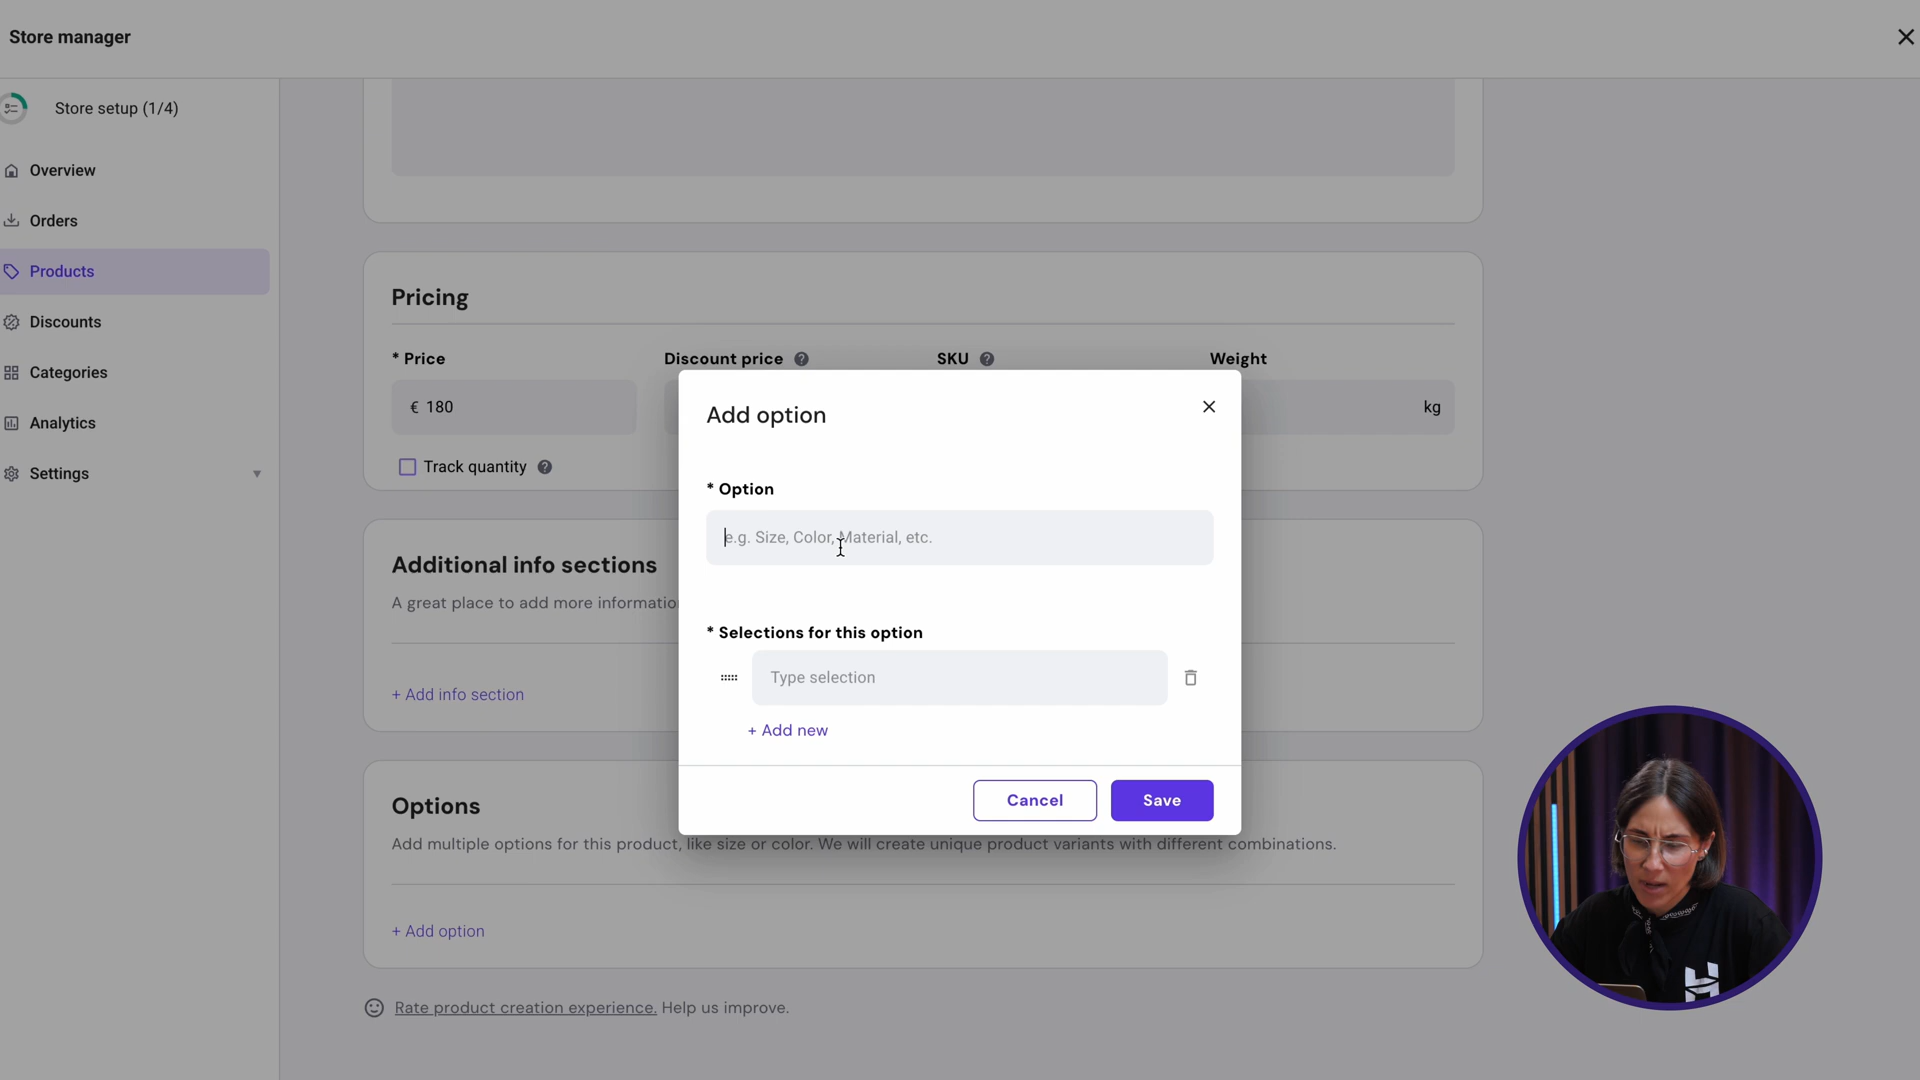 Store manager
Store setup (1/4)
Overview
Orders
Products
Discounts
Categories
Analytics
Settings
Pricing
* Price
Discount price
SKU
Weight
€ 180
kg
Track quantity
Additional info sections
A great place to add more informatio
+ Add info section
Add option
* Option
e.g. Size, Color, Material, etc.
* Selections for this option
Type selection
+ Add new
Cancel
Save
Options
Add multiple options for this product, like size or color. We will create unique product variants with different combinations.
+ Add option
Rate product creation experience. Help us improve.